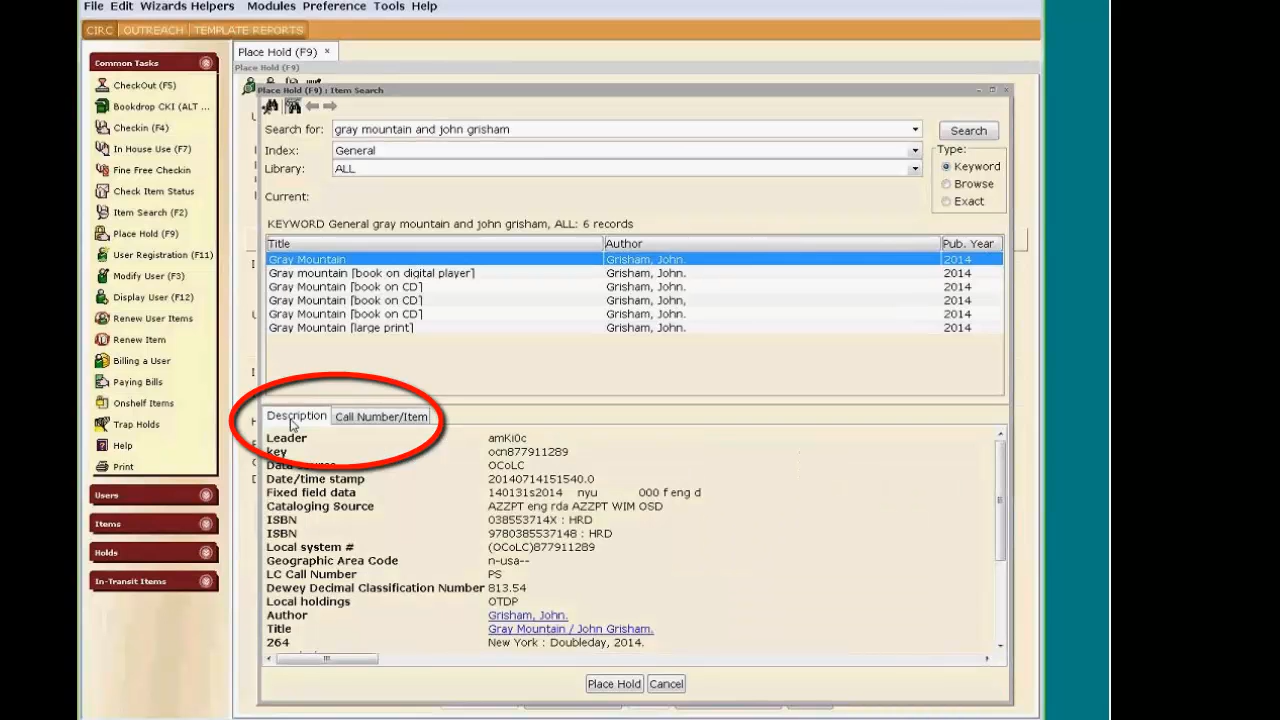 File Edit Wizards Helpers Modules Preference Tools Help
CIRC OUTREACH TEMPLATE REPORTS
Common Tasks
CheckOut (F5)
Bookdrop CKI (ALT ...
Checkin (F4)
In House Use (F7)
Fine Free Checkin
Check Item Status
Item Search (F2)
Place Hold (F9)
User Registration (F11)
Modify User (F3)
Display User (F12)
Renew User Items
Renew Item
Billing a User
Paying Bills
Onshelf Items
Trap Holds
Help
Print
Users
Items
Holds
In-Transit Items
Place Hold (F9) ×
Place Hold (F9)
Place Hold (F9) : Item Search
Search for: gray mountain and john grisham Search
Index: General
Library: ALL
Type:
Keyword
Browse
Exact
Current:
KEYWORD General gray mountain and john grisham, ALL: 6 records
Title Author Pub. Year
Gray Mountain Grisham, John. 2014
Gray mountain [book on digital player] Grisham, John. 2014
Gray Mountain [book on CD] Grisham, John. 2014
Gray Mountain [book on CD] Grisham, John, 2014
Gray Mountain [book on CD] Grisham, John. 2014
Gray Mountain [large print] Grisham, John. 2014
Description Call Number/Item
Leader amKi0c
key ocn877911289
OCoLC
Date/time stamp 20140714151540.0
Fixed field data 140131s2014 nyu 000 f eng d
Cataloging Source AZZPT eng rda AZZPT WIM OSD
ISBN 038553714X : HRD
ISBN 9780385537148 : HRD
Local system # (OCoLC)877911289
Geographic Area Code n-usa--
LC Call Number PS
Dewey Decimal Classification Number 813.54
Local holdings OTDP
Author Grisham, John.
Title Gray Mountain / John Grisham.
264 New York : Doubleday, 2014.
Place Hold Cancel